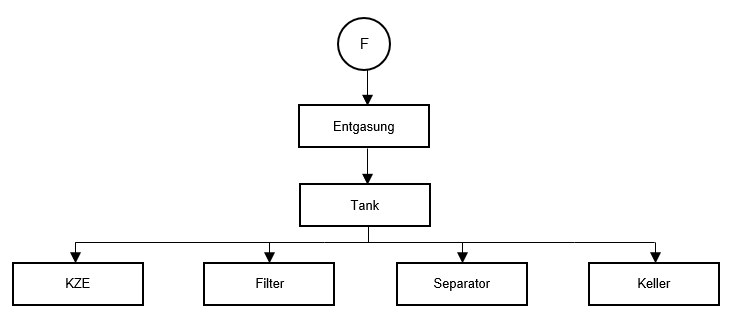 F
Entgasung
Tank
KZE
Filter
Separator
Keller